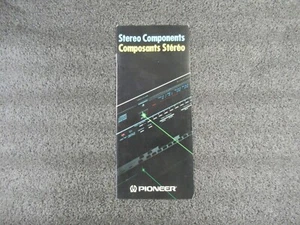 Stereo Components
Composants Stéréo
PIONEER